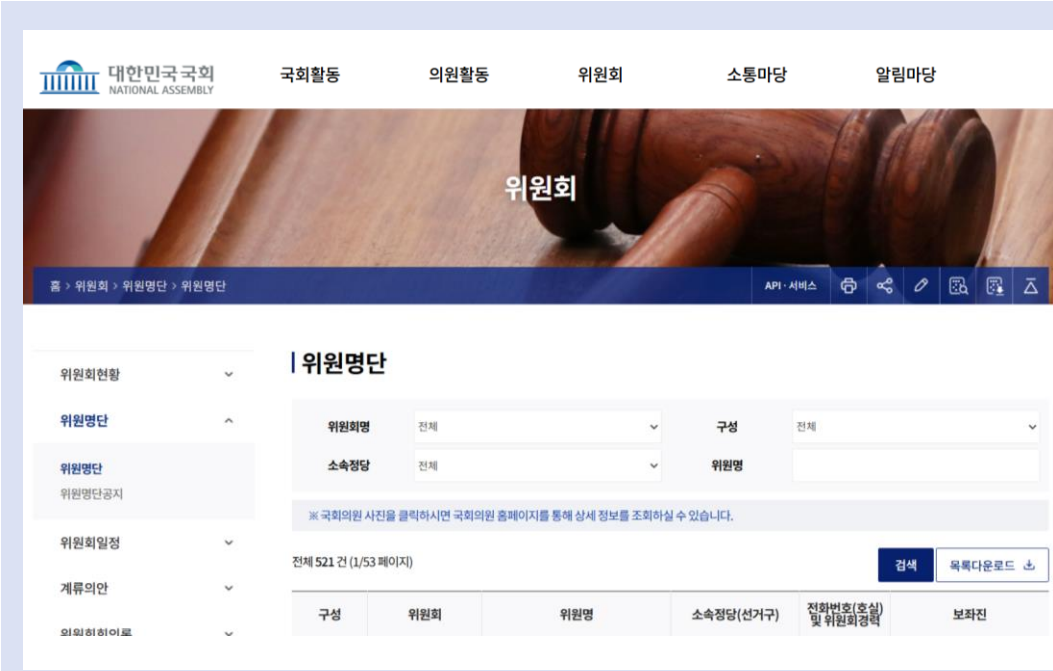 대한민국국회
NATIONAL ASSEMBLY
국회활동 의원활동 위원회 소통마당 알림마당
위원회
홈 > 위원회 > 위원명단 > 위원명단
API · 서비스
위원회현황
위원명단
위원명단
위원명단공지
위원회일정
계류의안
위원회회의록
위원명단
위원회명 전체 구성 전체
소속정당 전체 위원명
※ 국회의원 사진을 클릭하시면 국회의원 홈페이지를 통해 상세 정보를 조회하실 수 있습니다.
전체 521 건 (1/53 페이지)
검색 목록다운로드
구성 위원회 위원명 소속정당(선거구) 전화번호(호실) 및 위원회경력 보좌진